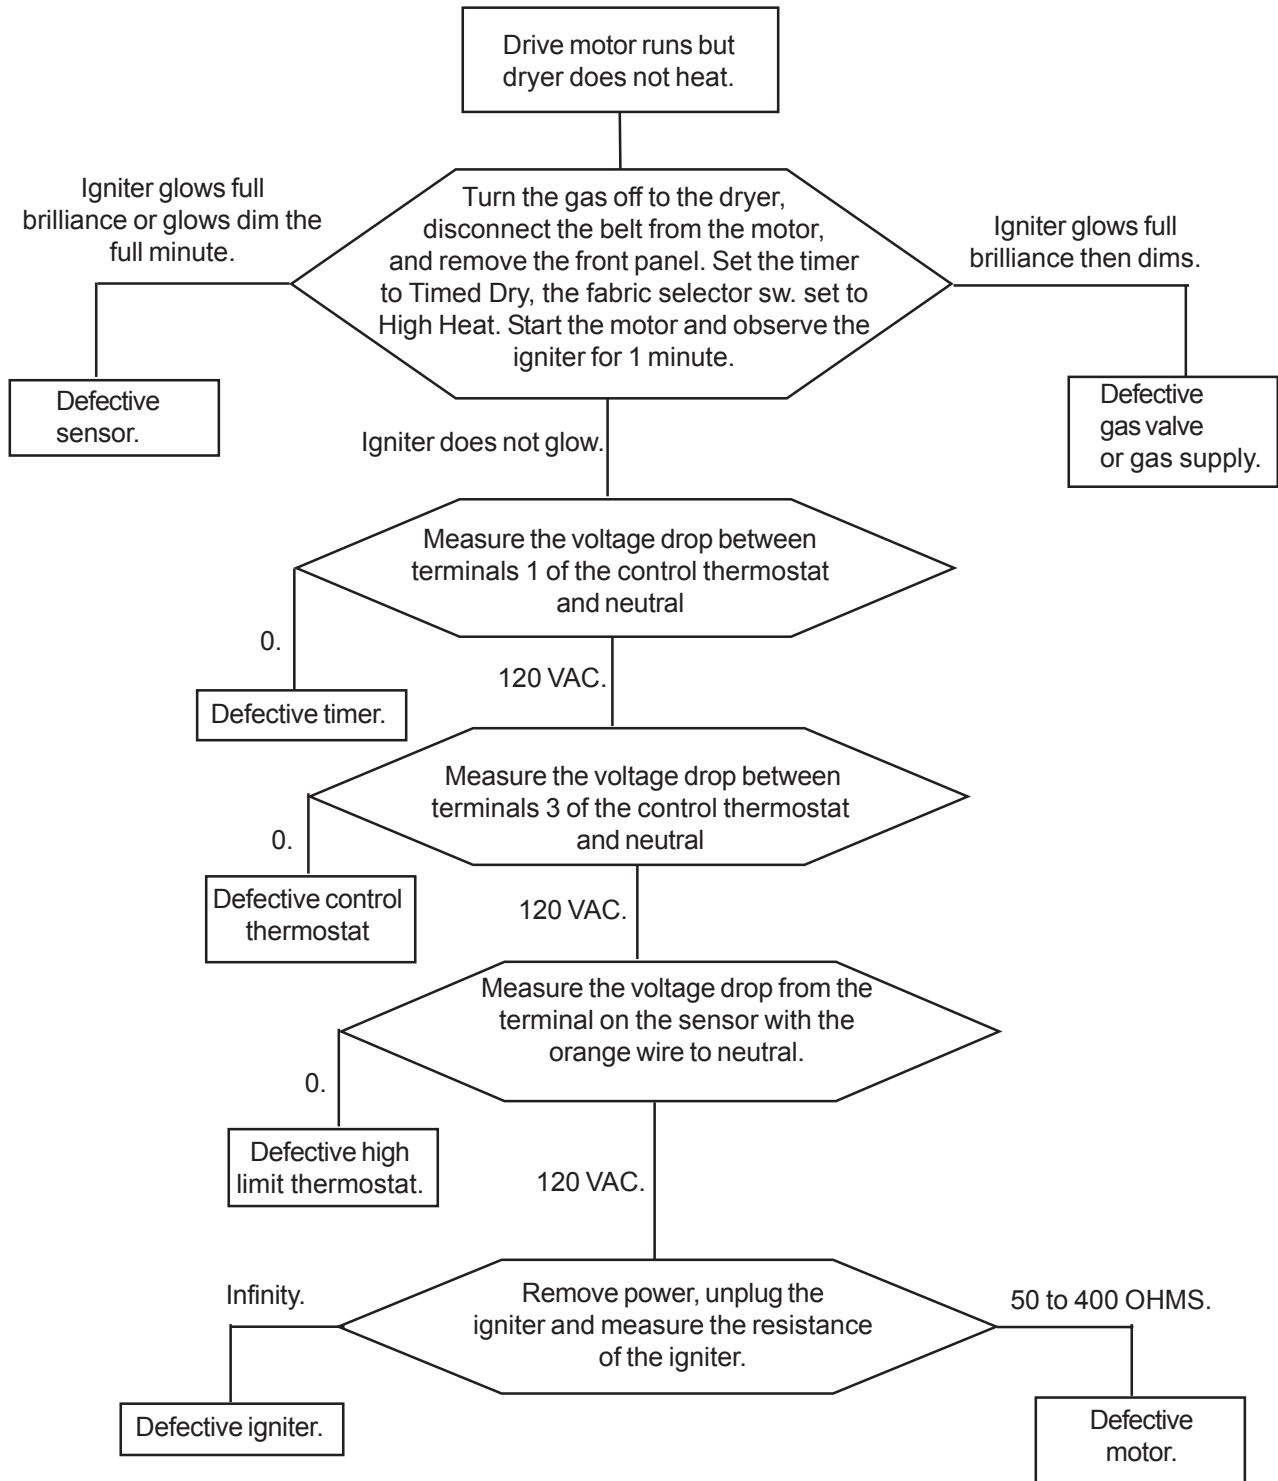 Drive motor runs but
dryer does not heat.
Igniter glows full
brilliance or glows dim the
full minute.
Turn the gas off to the dryer,
disconnect the belt from the motor,
and remove the front panel. Set the timer
to Timed Dry, the fabric selector sw. set to
High Heat. Start the motor and observe the
igniter for 1 minute.
Igniter glows full
brilliance then dims.
Defective
sensor.
Defective
gas valve
or gas supply.
Igniter does not glow.
Measure the voltage drop between
terminals 1 of the control thermostat
and neutral
0.
120 VAC.
Defective timer.
Measure the voltage drop between
terminals 3 of the control thermostat
and neutral
0.
120 VAC.
Defective control
thermostat
Measure the voltage drop from the
terminal on the sensor with the
orange wire to neutral.
0.
120 VAC.
Defective high
limit thermostat.
Remove power, unplug the
igniter and measure the resistance
of the igniter.
Infinity.
50 to 400 OHMS.
Defective igniter.
Defective
motor.